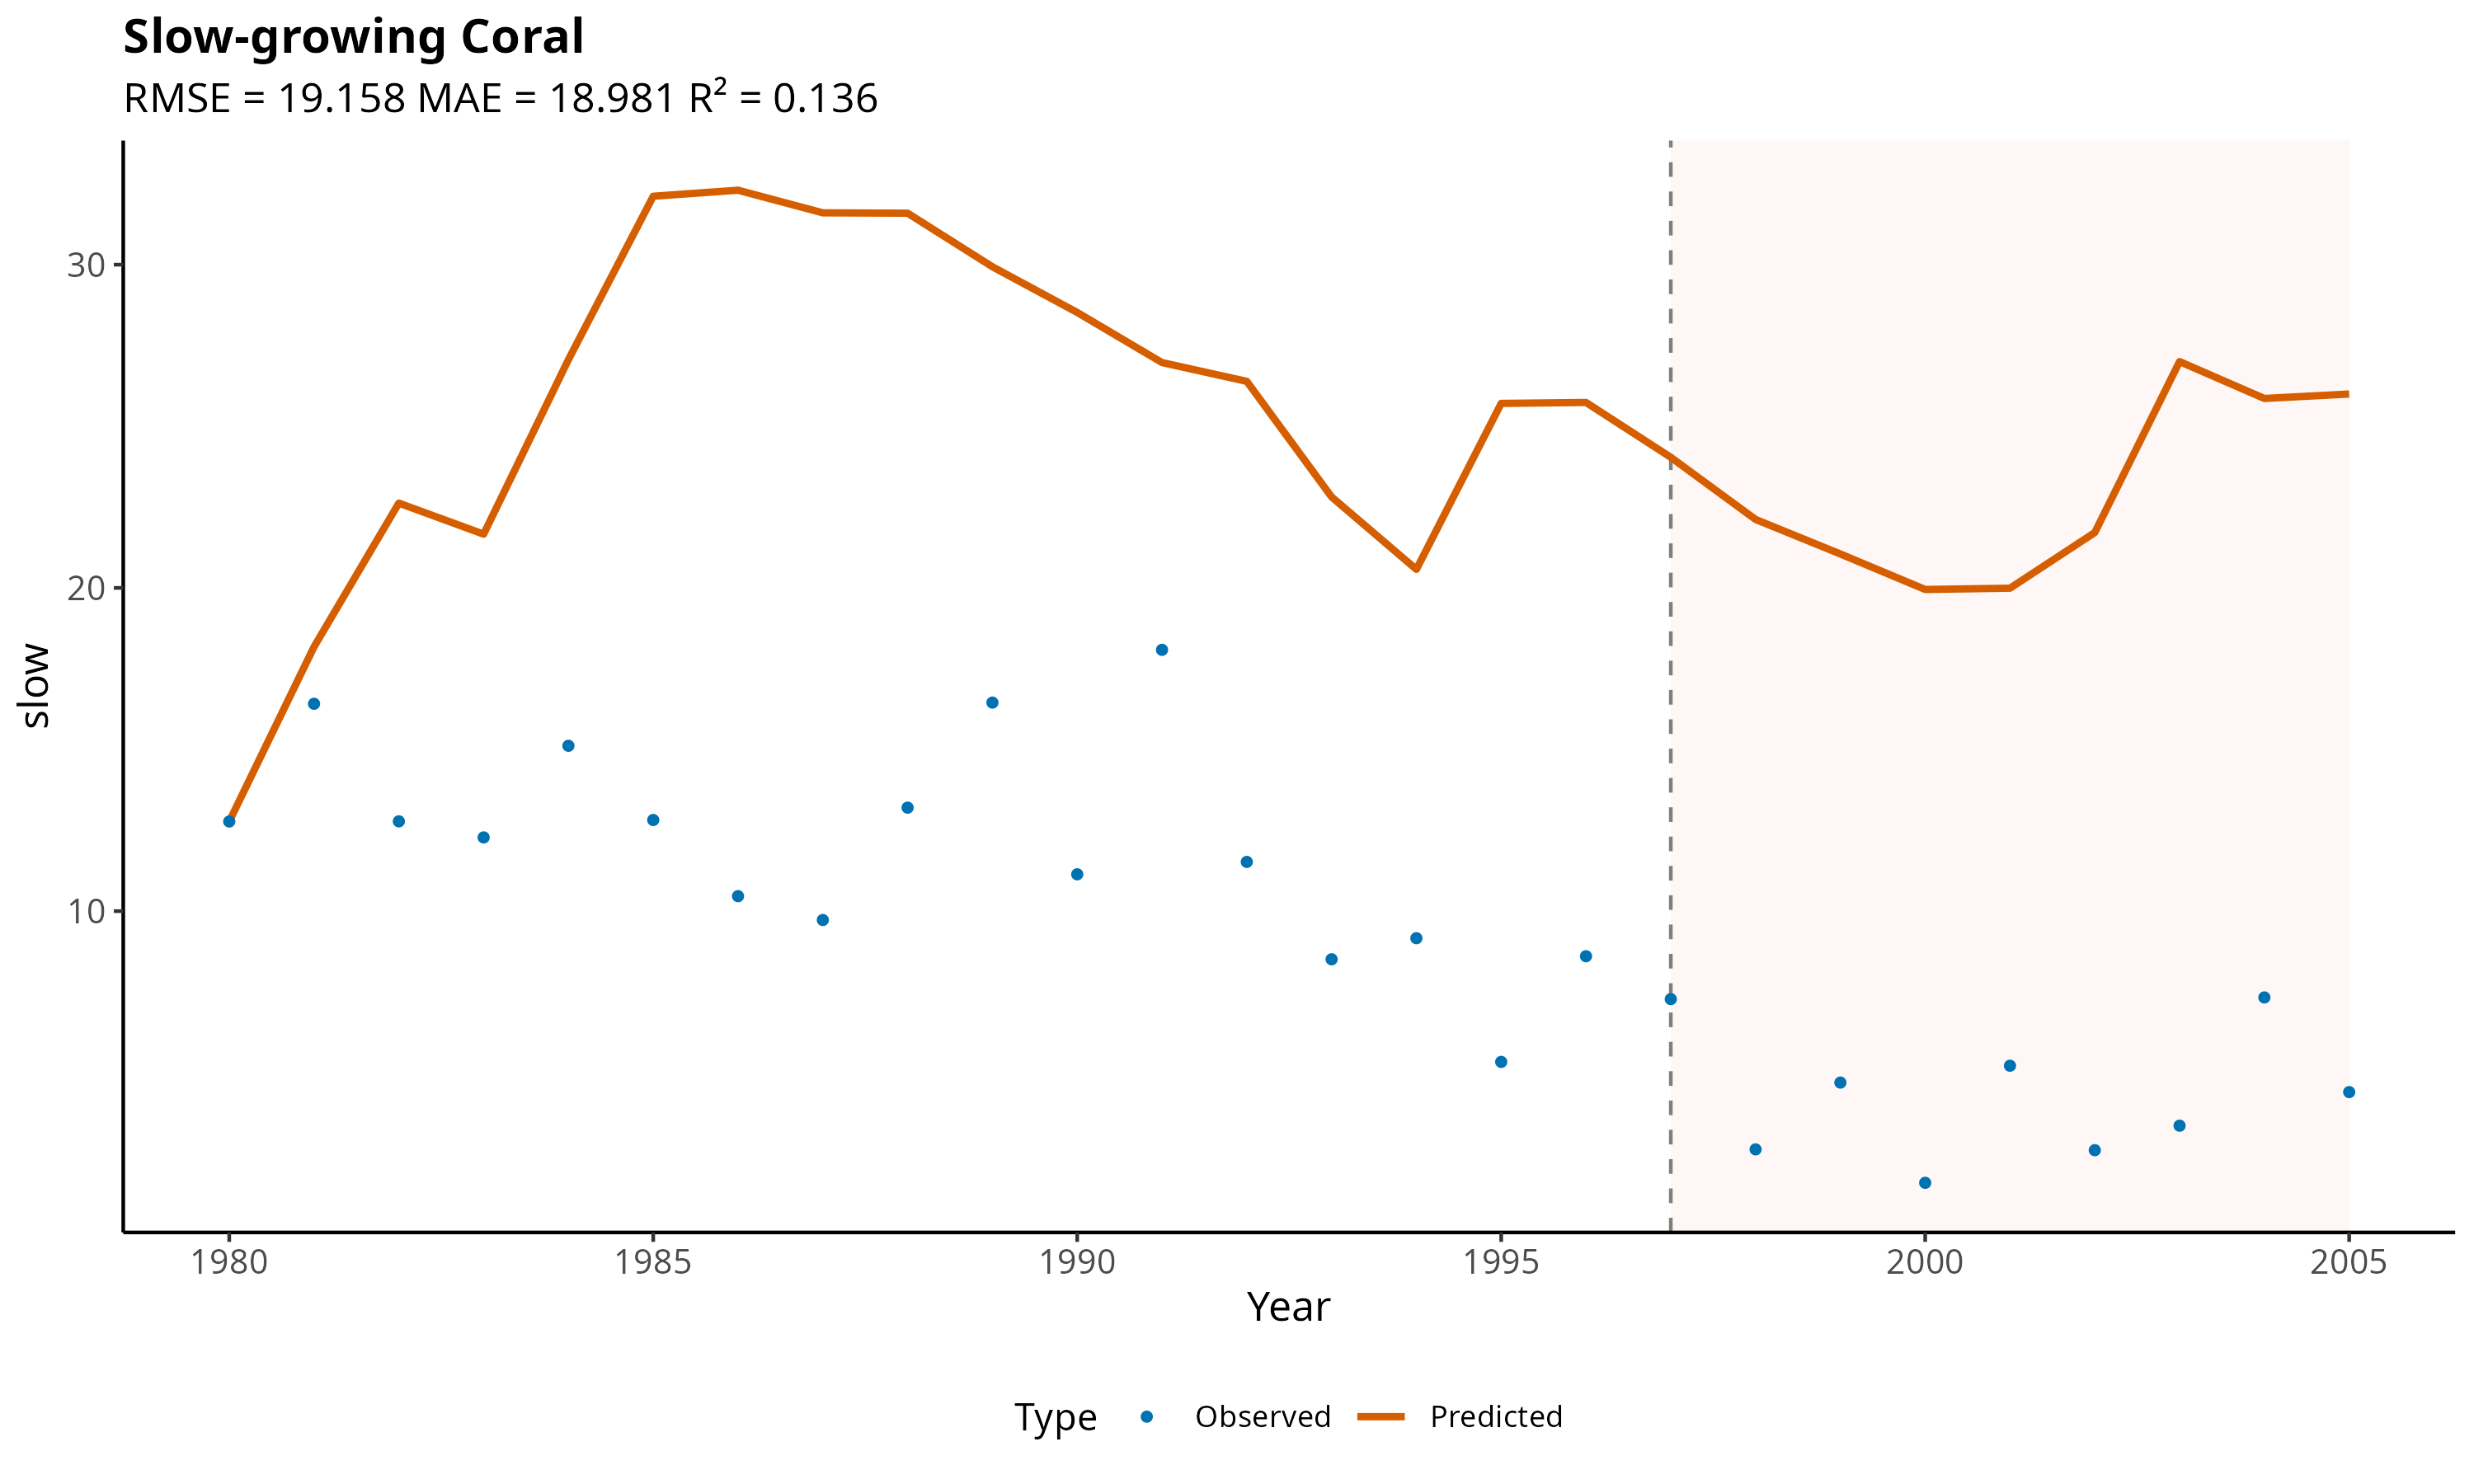 Slow-growing Coral
RMSE = 19.158 MAE = 18.981 R² = 0.136
slow
30
20
10
1980 1985 1990 1995 2000 2005
Year
Type Observed Predicted